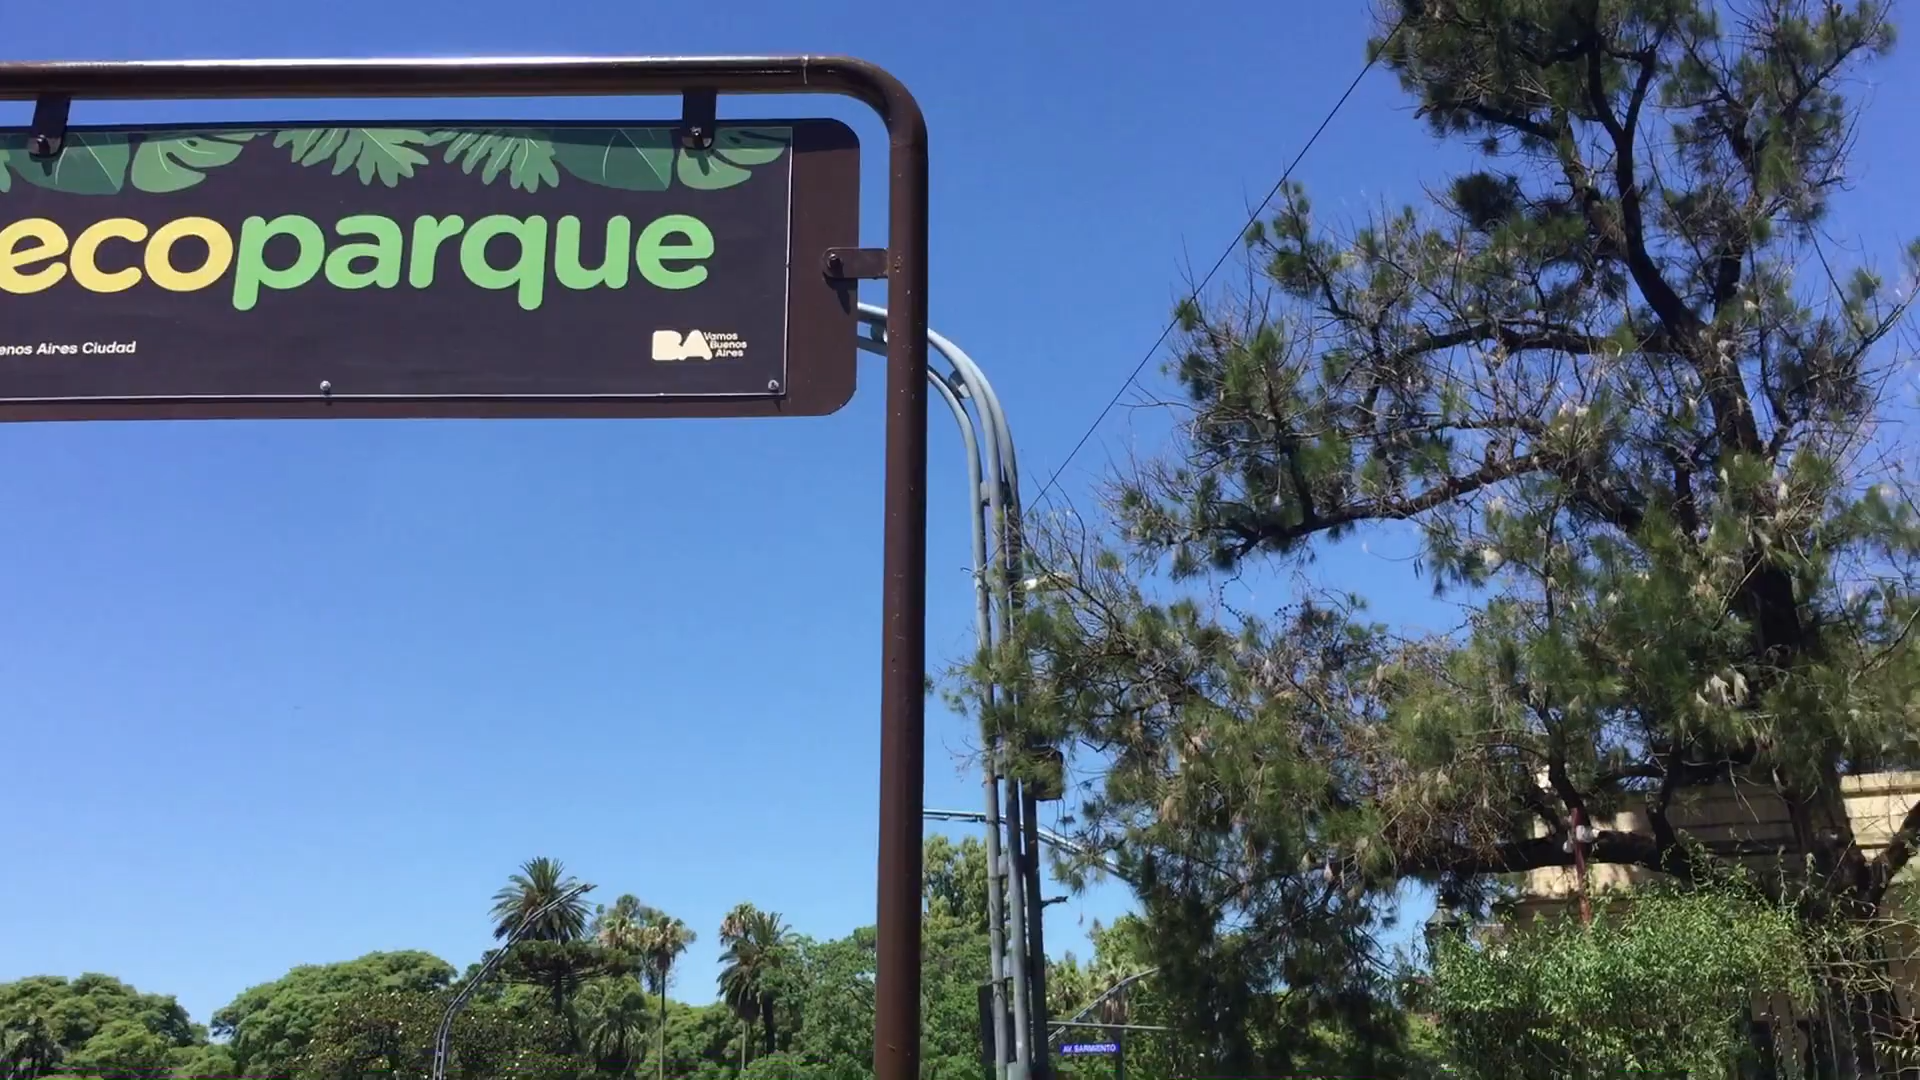 ecoparque
enos Aires Ciudad
BA Vamos
Buenos
Aires
AV. SARMIENTO